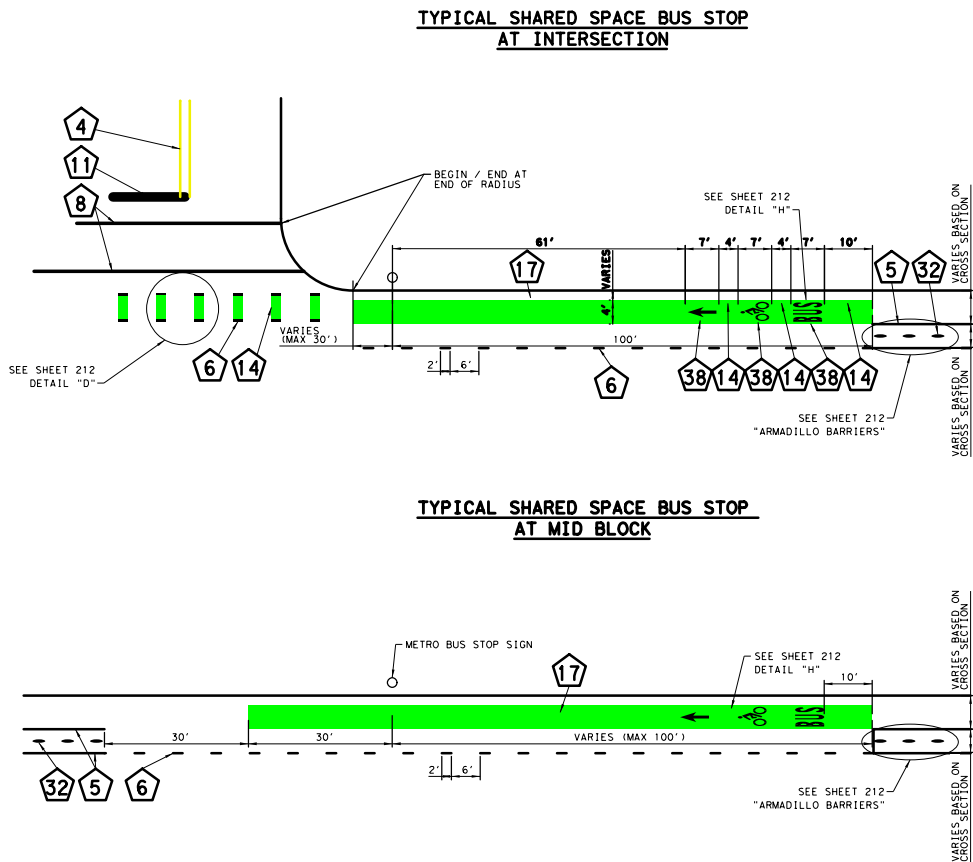 TYPICAL SHARED SPACE BUS STOP
AT INTERSECTION
4
11
8
BEGIN / END AT
END OF RADIUS
SEE SHEET 212
DETAIL "H"
VARIES BASED ON
CROSS SECTION
61'
7'
4'
7'
4'
7'
10'
VARIES
17
5
32
4'
BUS
VARIES
(MAX 30')
100'
2'
6'
6
14
6
38
14
38
14
38
14
SEE SHEET 212
DETAIL "D"
SEE SHEET 212
"ARMADILLO BARRIERS"
VARIES BASED ON
CROSS SECTION
TYPICAL SHARED SPACE BUS STOP
AT MID BLOCK
METRO BUS STOP SIGN
17
SEE SHEET 212
DETAIL "H"
10'
VARIES BASED ON
CROSS SECTION
BUS
30'
30'
VARIES (MAX 100')
2'
6'
32
5
6
SEE SHEET 212
"ARMADILLO BARRIERS"
VARIES BASED ON
CROSS SECTION